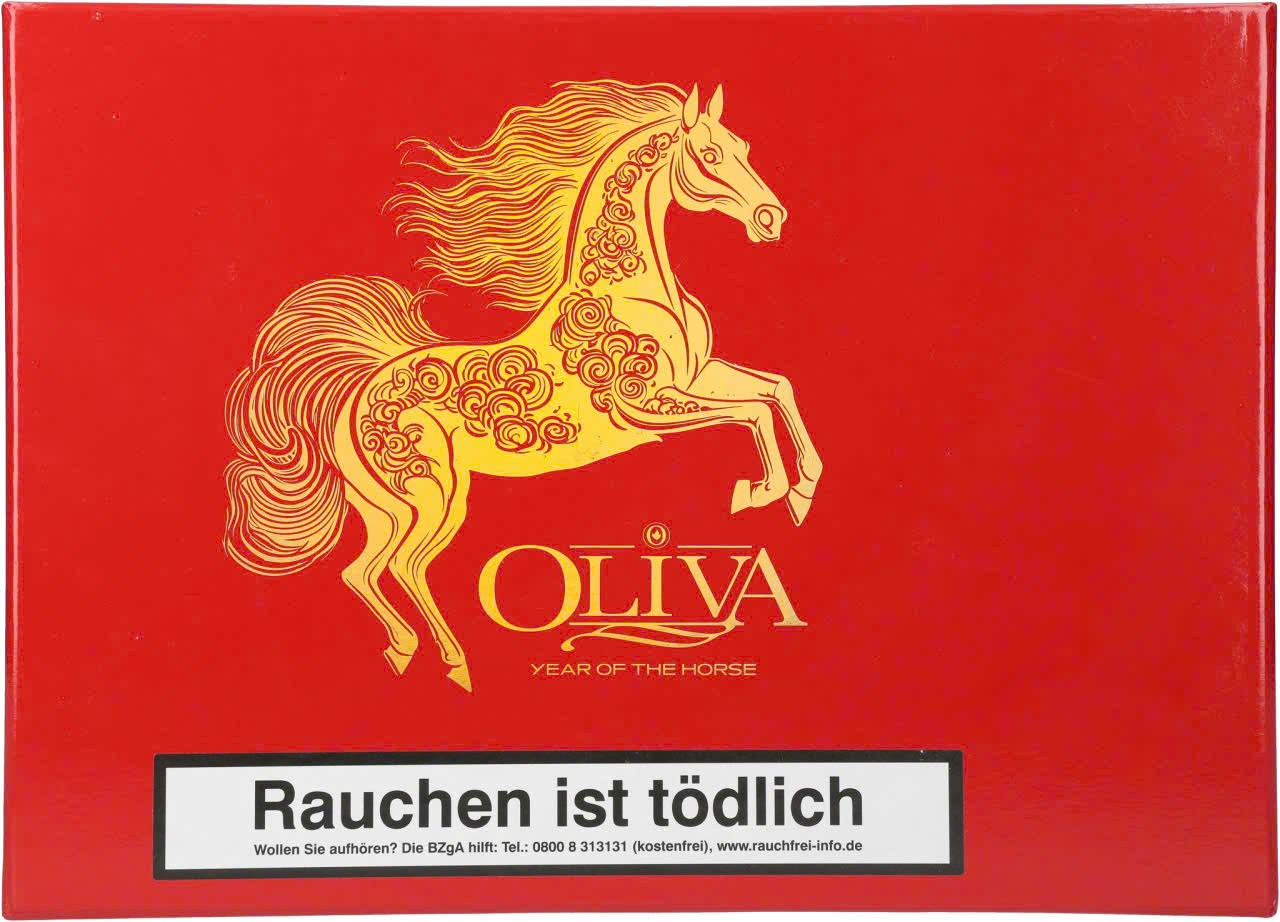 OLIVA
YEAR OF THE HORSE
Rauchen ist tödlich
Wollen Sie aufhören? Die BZgA hilft: Tel.: 0800 8 313131 (kostenfrei), www.rauchfrei-info.de